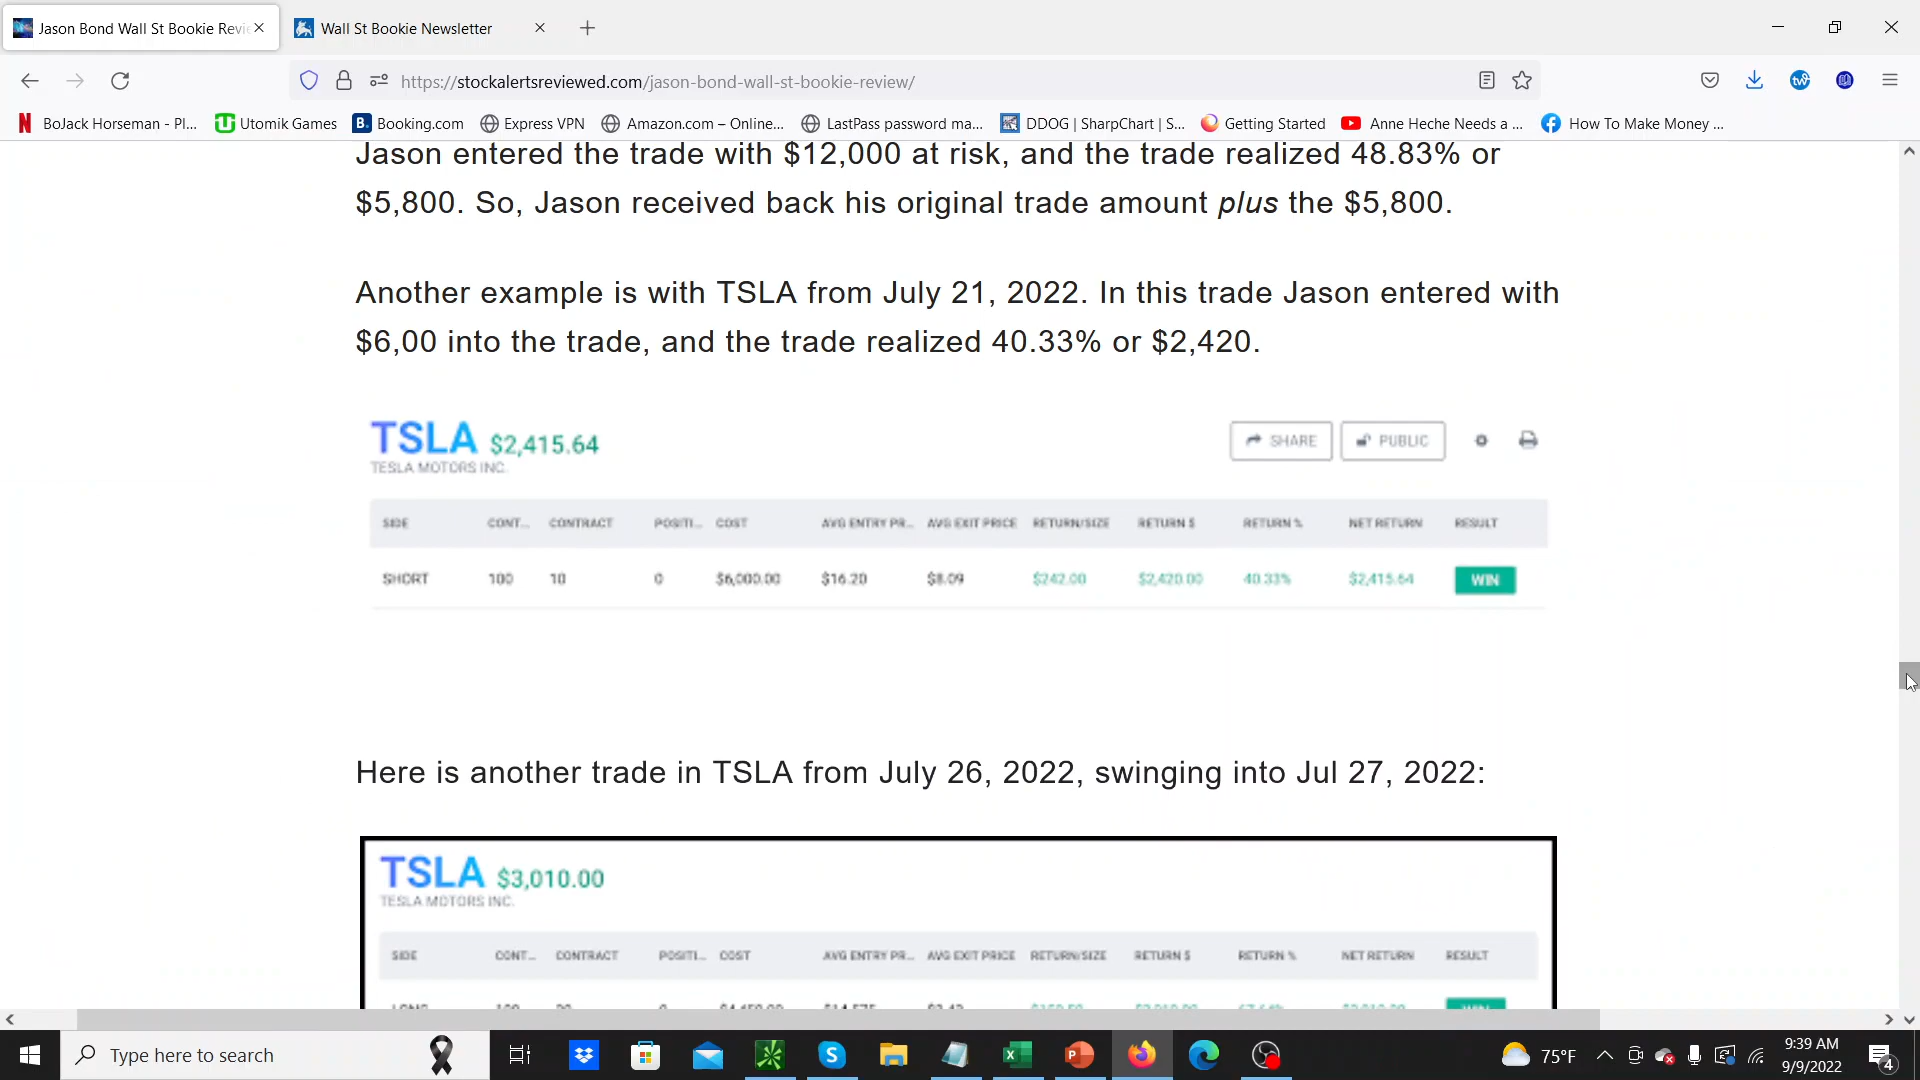 Jason Bond Wall St Bookie Revi
Wall St Bookie Newsletter
https://stockalertsreviewed.com/jason-bond-wall-st-bookie-review/
BoJack Horseman - Pl...
Utomik Games
Booking.com
Express VPN
Amazon.com – Online...
LastPass password ma...
DDOG | SharpChart | S...
Getting Started
Anne Heche Needs a ...
How To Make Money ...
Jason entered the trade with $12,000 at risk, and the trade realized 48.83% or
$5,800. So, Jason received back his original trade amount plus the $5,800.
Another example is with TSLA from July 21, 2022. In this trade Jason entered with
$6,00 into the trade, and the trade realized 40.33% or $2,420.
TSLA $2,415.64
SHARE PUBLIC
TESLA MOTORS INC.
SIDE CONT... CONTRACT POSITI... COST AVG ENTRY PR... AVG EXIT PRICE RETURN/SIZE RETURN $ RETURN % NET RETURN RESULT
SHORT 100 10 0 $6,000.00 $16.20 $8.09 $242.00 $2,420.00 40.33% $2,415.64 WIN
Here is another trade in TSLA from July 26, 2022, swinging into Jul 27, 2022:
TSLA $3,010.00
TESLA MOTORS INC.
SIDE CONT... CONTRACT POSITI... COST AVG ENTRY PR... AVG EXIT PRICE RETURN/SIZE RETURN $ RETURN % NET RETURN RESULT
Type here to search
75°F
9:39 AM
9/9/2022
4